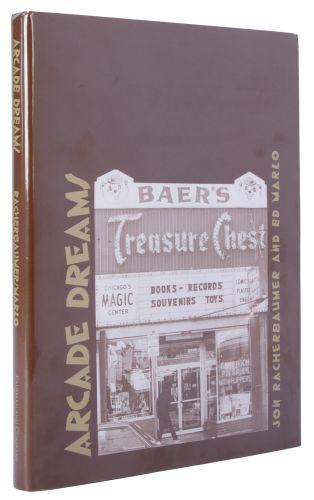 ARCADE DREAMS
RACHERBAUMER/MARLO
ARCADE DREAMS
BAER'S
Treasure Chest
CHICAGO'S
MAGIC
CENTER
BOOKS - RECORDS
SOUVENIRS TOYS
JON RACHERBAUMER AND ED MARLO